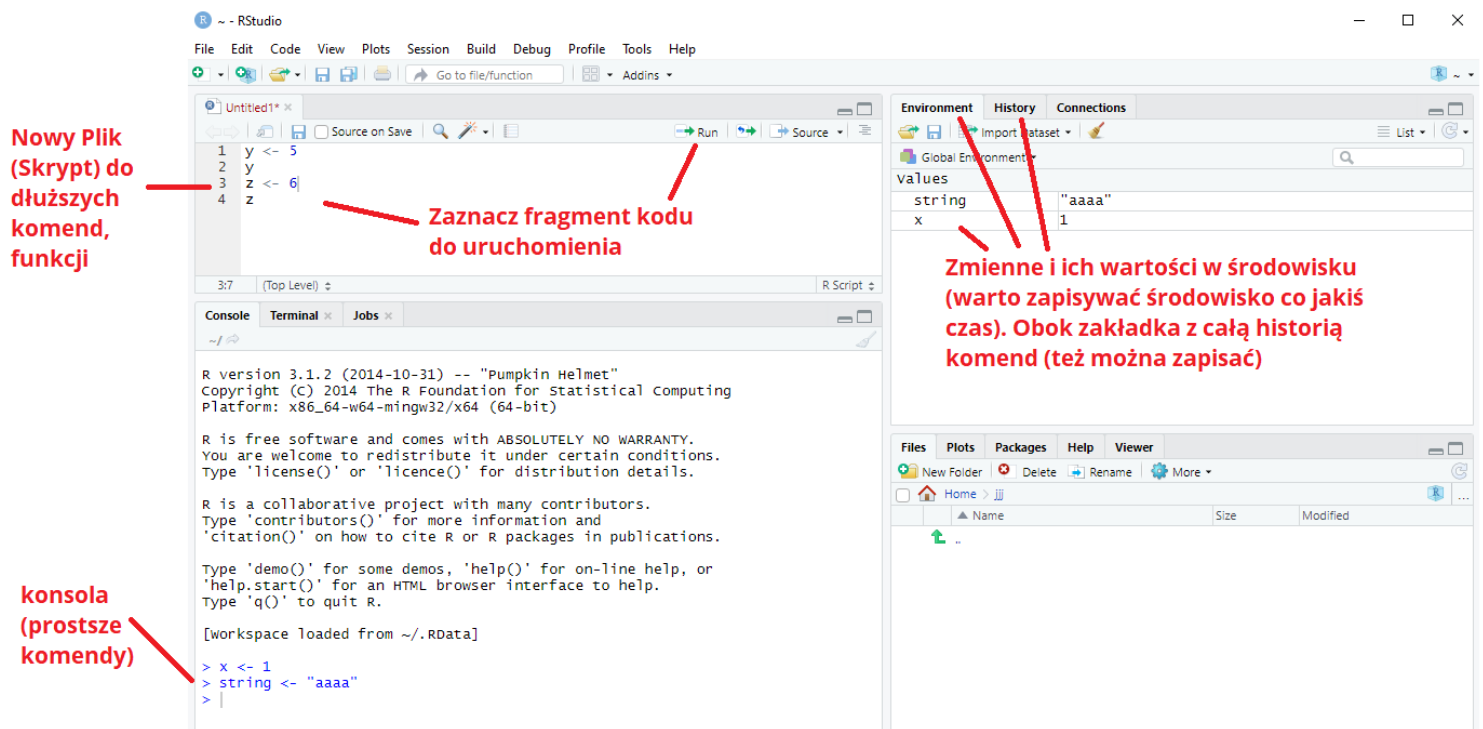 ~ - RStudio
File Edit Code View Plots Session Build Debug Profile Tools Help
Go to file/function Addins
~
Untitled1*
Source on Save Run Source
1 y <- 5
2 y
3 z <- 6
4 z
3:7 (Top Level) R Script
Nowy Plik
(Skrypt) do
dłuższych
komend,
funkcji
Zaznacz fragment kodu
do uruchomienia
Console Terminal Jobs
~/
R version 3.1.2 (2014-10-31) -- "Pumpkin Helmet"
Copyright (C) 2014 The R Foundation for Statistical Computing
Platform: x86_64-w64-mingw32/x64 (64-bit)
R is free software and comes with ABSOLUTELY NO WARRANTY.
You are welcome to redistribute it under certain conditions.
Type 'license()' or 'licence()' for distribution details.
R is a collaborative project with many contributors.
Type 'contributors()' for more information and
'citation()' on how to cite R or R packages in publications.
Type 'demo()' for some demos, 'help()' for on-line help, or
'help.start()' for an HTML browser interface to help.
Type 'q()' to quit R.
[Workspace loaded from ~/.RData]
> x <- 1
> string <- "aaaa"
>
konsola
(prostsze
komendy)
Environment History Connections
Import Dataset List
Global Environment
Values
string "aaaa"
x 1
Zmienne i ich wartości w środowisku
(warto zapisywać środowisko co jakiś
czas). Obok zakładka z całą historią
komend (też można zapisać)
Files Plots Packages Help Viewer
New Folder Delete Rename More
Home > jjj ...
Name Size Modified
..